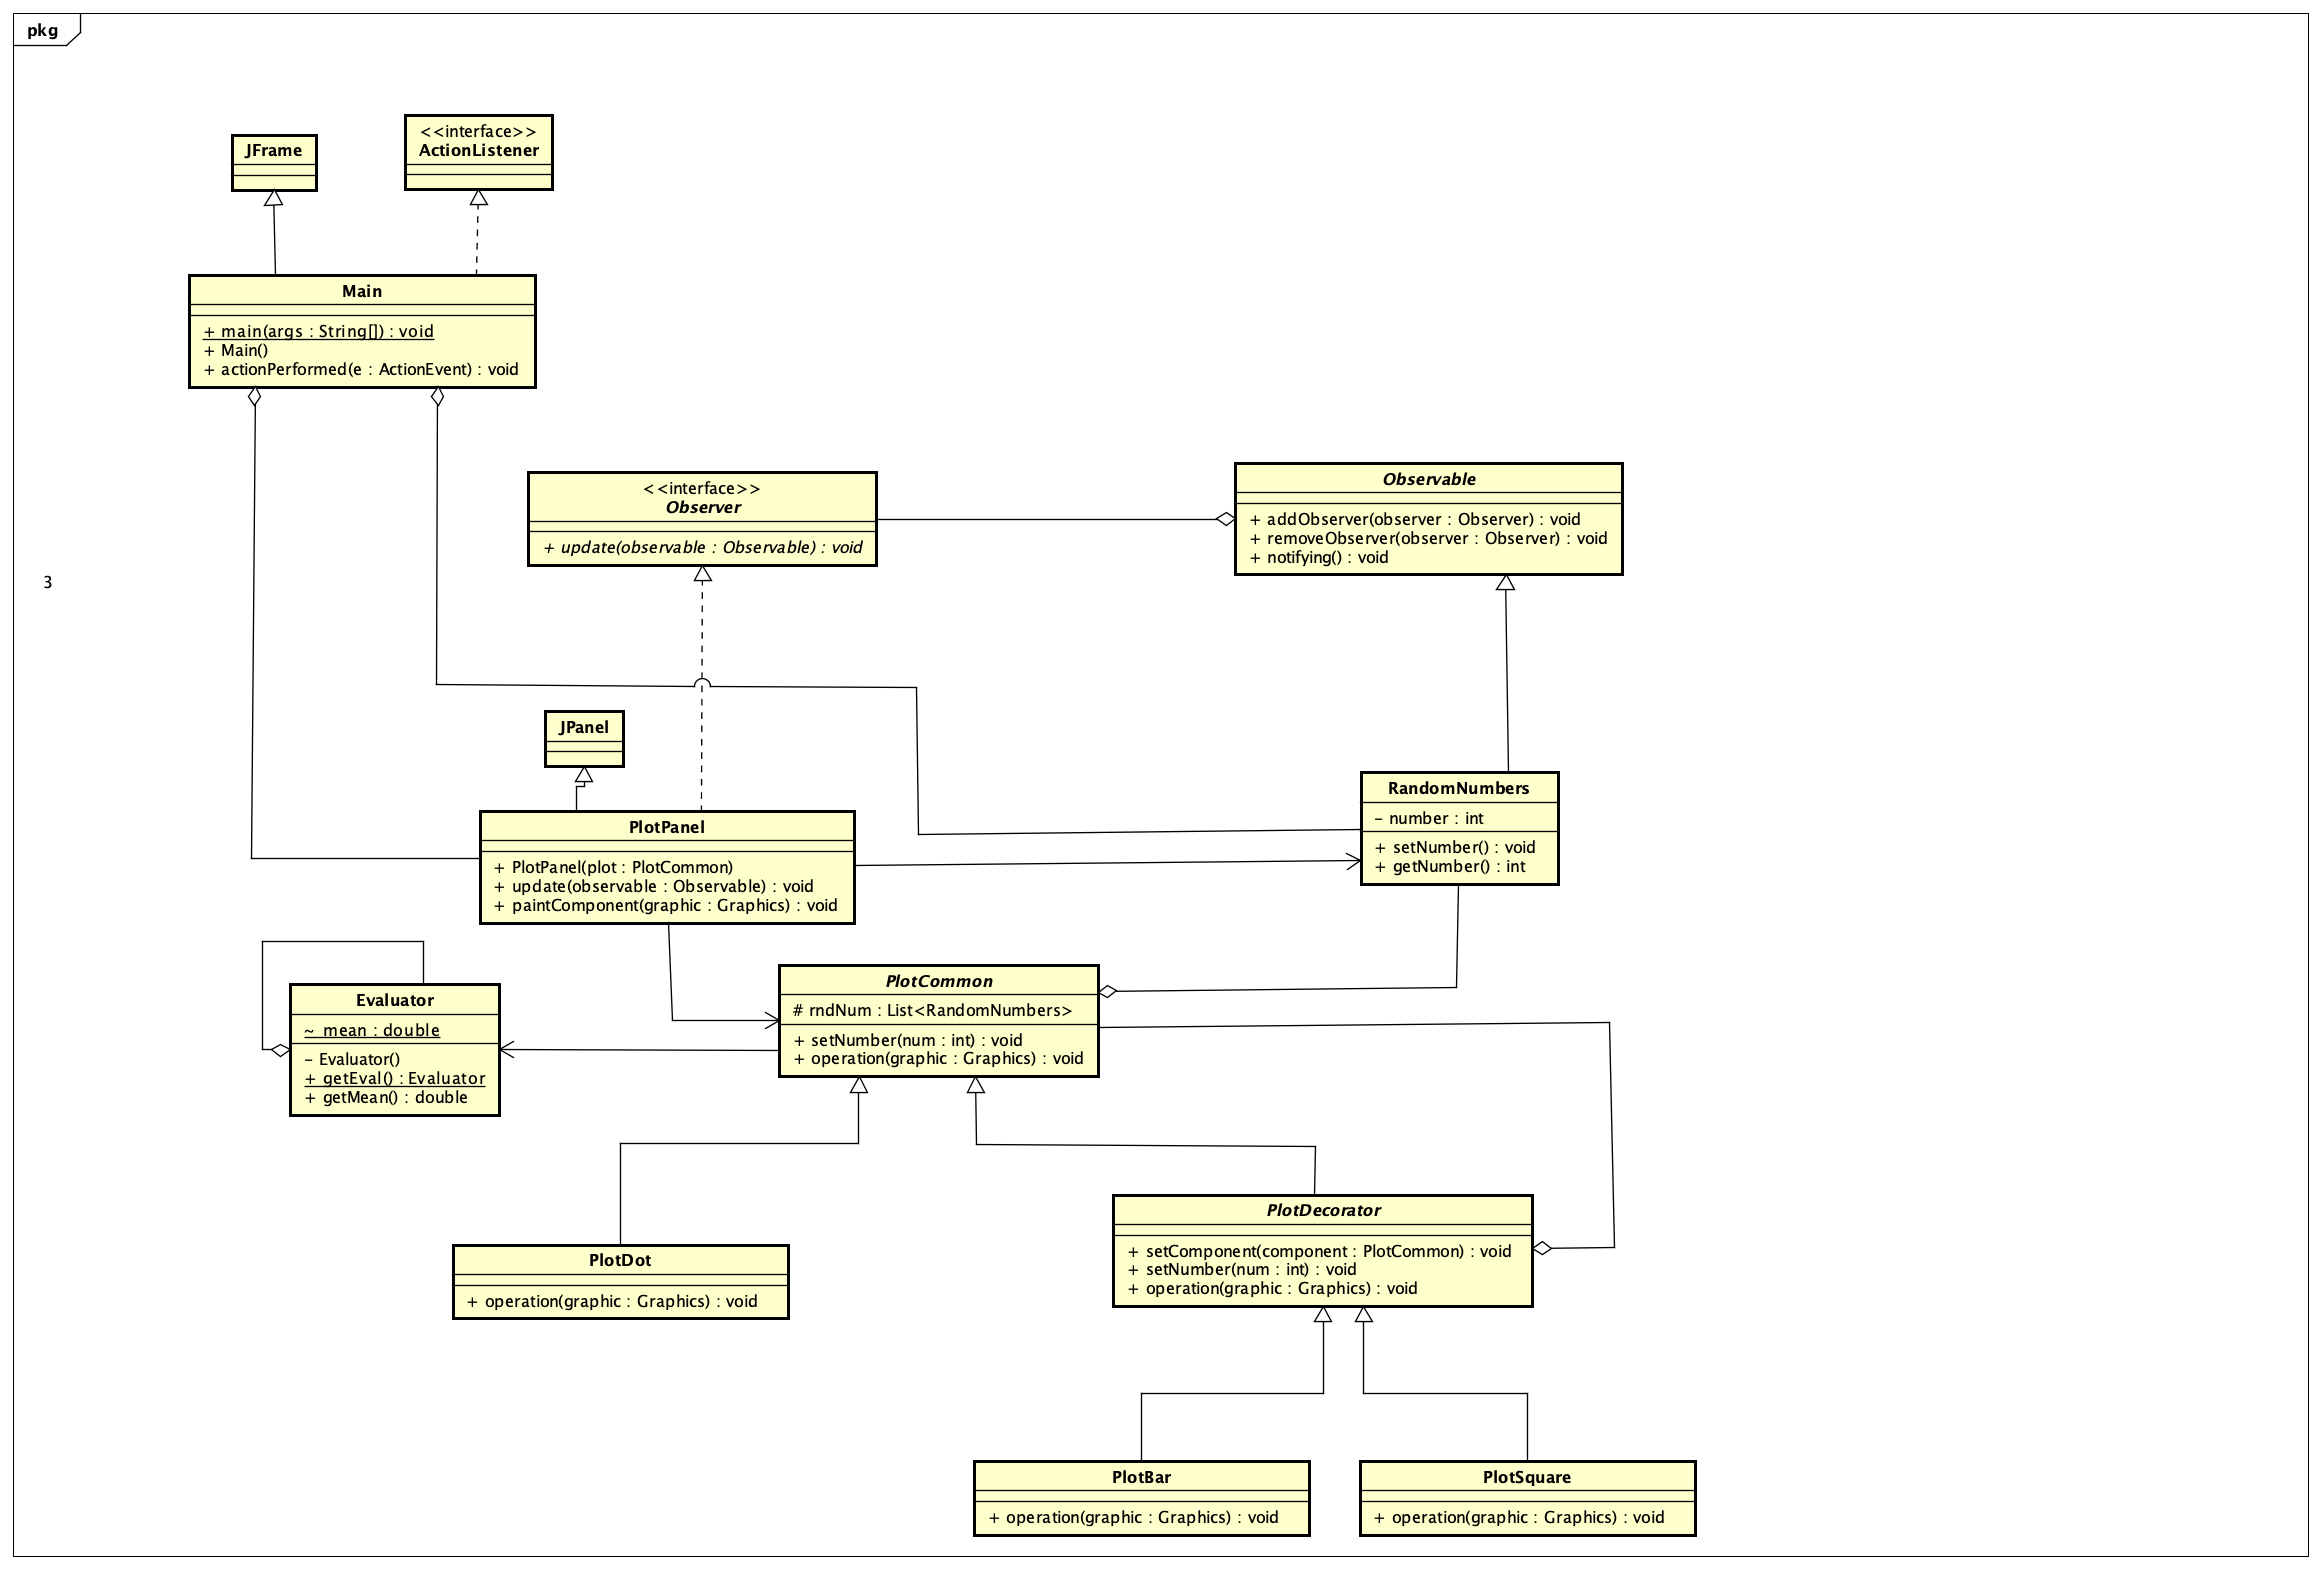 pkg
JFrame
<<interface>>
ActionListener
Main
+ main(args : String[]) : void
+ Main()
+ actionPerformed(e : ActionEvent) : void
<<interface>>
Observer
+ update(observable : Observable) : void
Observable
+ addObserver(observer : Observer) : void
+ removeObserver(observer : Observer) : void
+ notifying() : void
3
JPanel
PlotPanel
+ PlotPanel(plot : PlotCommon)
+ update(observable : Observable) : void
+ paintComponent(graphic : Graphics) : void
RandomNumbers
- number : int
+ setNumber() : void
+ getNumber() : int
Evaluator
~ mean : double
- Evaluator()
+ getEval() : Evaluator
+ getMean() : double
PlotCommon
# rndNum : List<RandomNumbers>
+ setNumber(num : int) : void
+ operation(graphic : Graphics) : void
PlotDot
+ operation(graphic : Graphics) : void
PlotDecorator
+ setComponent(component : PlotCommon) : void
+ setNumber(num : int) : void
+ operation(graphic : Graphics) : void
PlotBar
+ operation(graphic : Graphics) : void
PlotSquare
+ operation(graphic : Graphics) : void